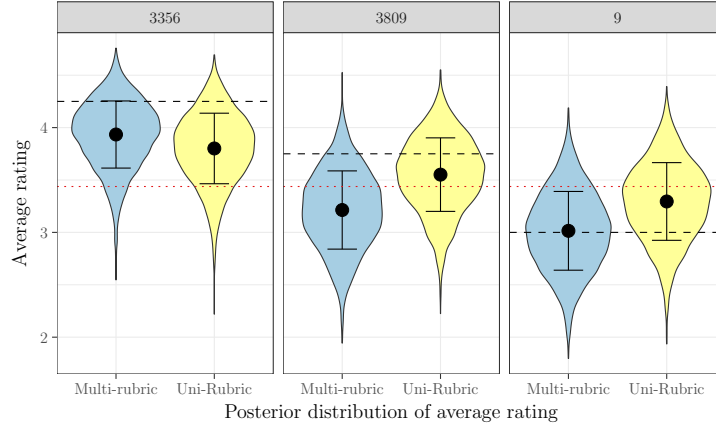 3356 3809 9
Average rating
4
3
2
Multi-rubric Uni-Rubric Multi-rubric Uni-Rubric Multi-rubric Uni-Rubric
Posterior distribution of average rating